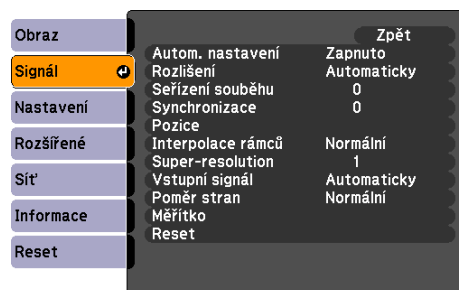 Obraz
Signál
Nastavení
Rozšířené
Síť
Informace
Reset
Zpět
Autom. nastavení Zapnuto
Rozlišení Automaticky
Seřízení souběhu 0
Synchronizace 0
Pozice
Interpolace rámců Normální
Super-resolution 1
Vstupní signál Automaticky
Poměr stran Normální
Měřítko
Reset